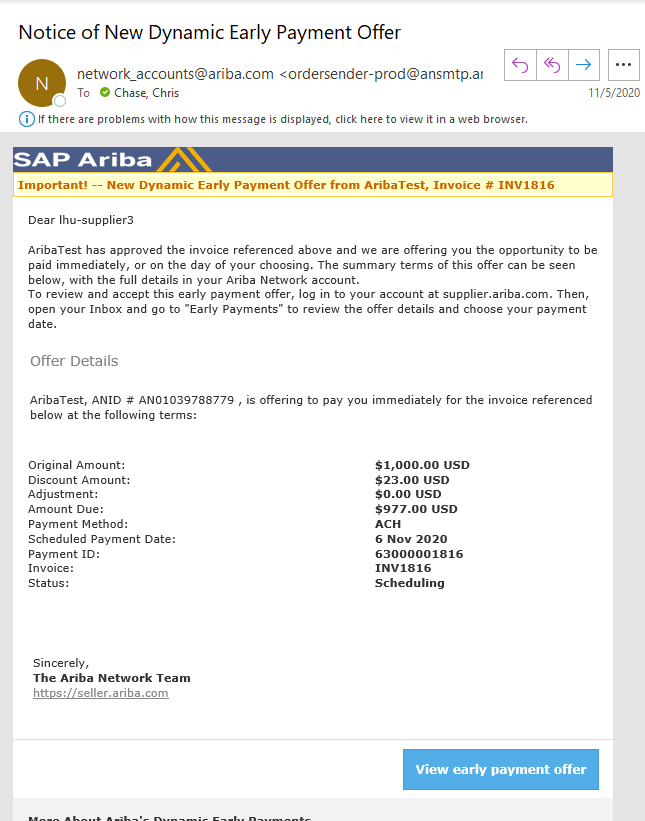 Notice of New Dynamic Early Payment Offer
N
network_accounts@ariba.com <ordersender-prod@ansmtp.ar
To Chase, Chris
11/5/2020
If there are problems with how this message is displayed, click here to view it in a web browser.
SAP Ariba
Important! -- New Dynamic Early Payment Offer from AribaTest, Invoice # INV1816
Dear lhu-supplier3
AribaTest has approved the invoice referenced above and we are offering you the opportunity to be
paid immediately, or on the day of your choosing. The summary terms of this offer can be seen
below, with the full details in your Ariba Network account.
To review and accept this early payment offer, log in to your account at supplier.ariba.com. Then,
open your Inbox and go to "Early Payments" to review the offer details and choose your payment
date.
Offer Details
AribaTest, ANID # AN01039788779 , is offering to pay you immediately for the invoice referenced
below at the following terms:
Original Amount: $1,000.00 USD
Discount Amount: $23.00 USD
Adjustment: $0.00 USD
Amount Due: $977.00 USD
Payment Method: ACH
Scheduled Payment Date: 6 Nov 2020
Payment ID: 63000001816
Invoice: INV1816
Status: Scheduling
Sincerely,
The Ariba Network Team
https://seller.ariba.com
View early payment offer
More About Ariba's Dynamic Early Payments